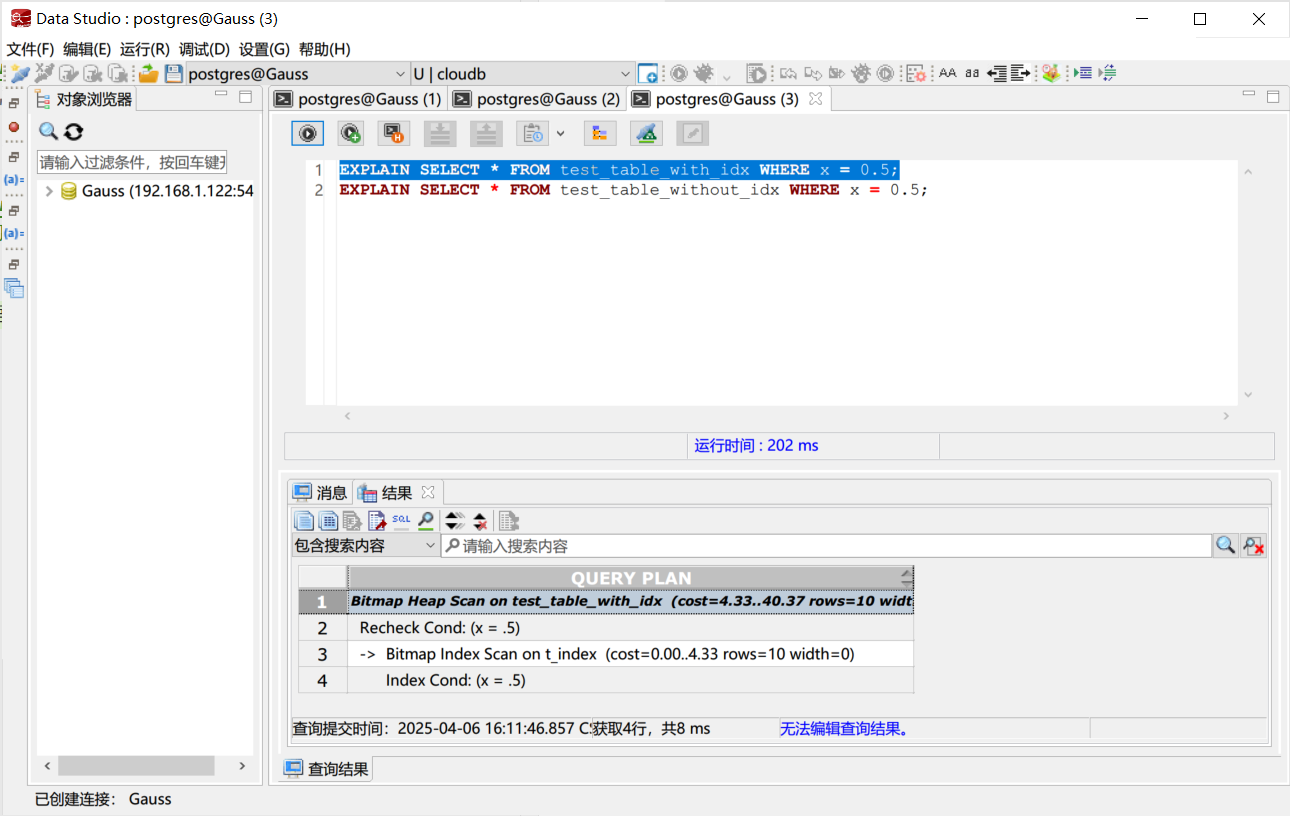 Data Studio : postgres@Gauss (3)
文件(F) 编辑(E) 运行(R) 调试(D) 设置(G) 帮助(H)
postgres@Gauss U | cloudb AA aa
对象浏览器 postgres@Gauss (1) postgres@Gauss (2) postgres@Gauss (3)
请输入过滤条件，按回车键
Gauss (192.168.1.122:54
(a)=
(a)=
1 EXPLAIN SELECT * FROM test_table_with_idx WHERE x = 0.5;
2 EXPLAIN SELECT * FROM test_table_without_idx WHERE x = 0.5;
运行时间 : 202 ms
消息 结果
SQL
包含搜索内容 请输入搜索内容
QUERY PLAN
1 Bitmap Heap Scan on test_table_with_idx (cost=4.33..40.37 rows=10 widt
2 Recheck Cond: (x = .5)
3 -> Bitmap Index Scan on t_index (cost=0.00..4.33 rows=10 width=0)
4 Index Cond: (x = .5)
查询提交时间： 2025-04-06 16:11:46.857 C 获取4行，共8 ms 无法编辑查询结果。
查询结果
已创建连接： Gauss